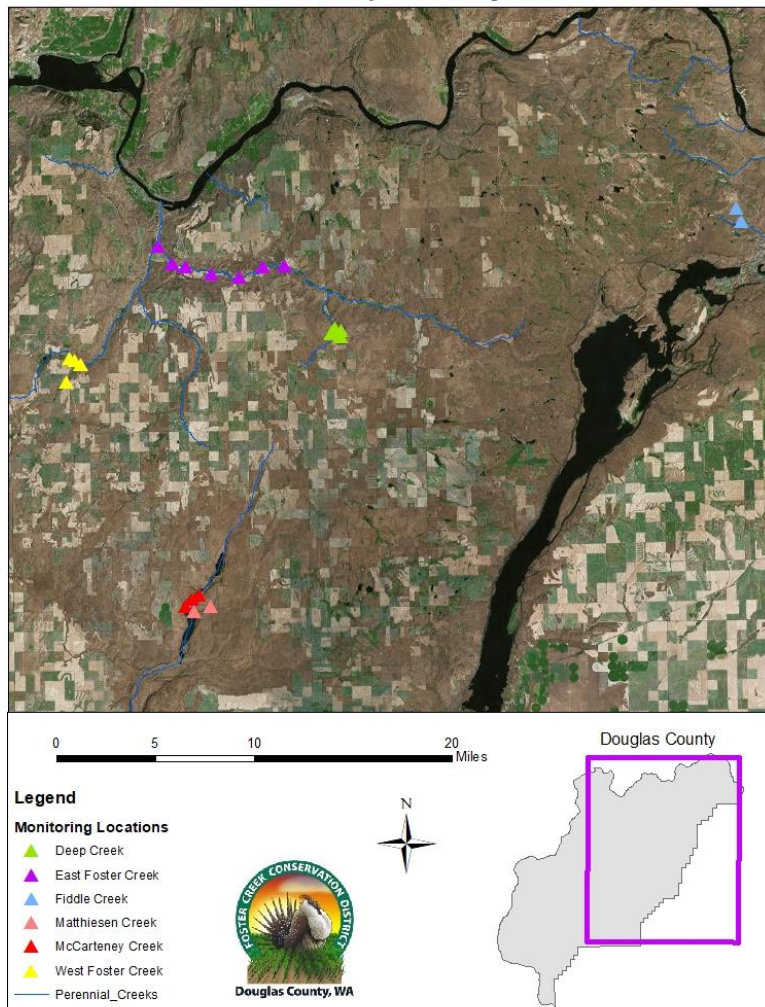 0 5 10 20
Miles
Douglas County
Legend
Monitoring Locations
Deep Creek
East Foster Creek
Fiddle Creek
Matthiesen Creek
McCarteney Creek
West Foster Creek
Perennial_Creeks
N
FOSTER CREEK CONSERVATION DISTRICT
Douglas County, WA